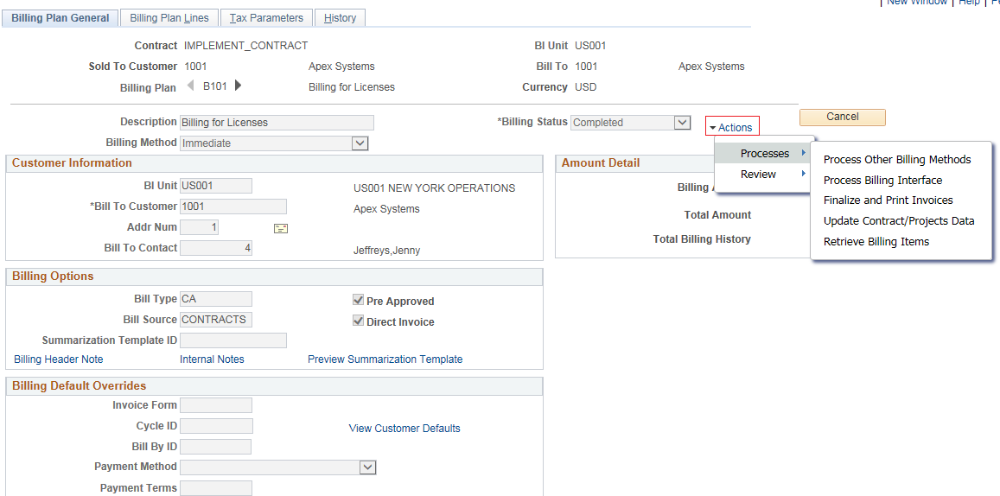 New Window | Help |
Billing Plan General Billing Plan Lines Tax Parameters History
Contract IMPLEMENT_CONTRACT BI Unit US001
Sold To Customer 1001 Apex Systems Bill To 1001 Apex Systems
Billing Plan B101 Billing for Licenses Currency USD
Description Billing for Licenses *Billing Status Completed Actions Cancel
Billing Method Immediate
Processes
Review
Process Other Billing Methods
Process Billing Interface
Finalize and Print Invoices
Update Contract/Projects Data
Retrieve Billing Items
Customer Information
BI Unit US001 US001 NEW YORK OPERATIONS
*Bill To Customer 1001 Apex Systems
Addr Num 1
Bill To Contact 4 Jeffreys,Jenny
Amount Detail
Billing
Total Amount
Total Billing History
Billing Options
Bill Type CA Pre Approved
Bill Source CONTRACTS Direct Invoice
Summarization Template ID
Billing Header Note Internal Notes Preview Summarization Template
Billing Default Overrides
Invoice Form
Cycle ID View Customer Defaults
Bill By ID
Payment Method
Payment Terms